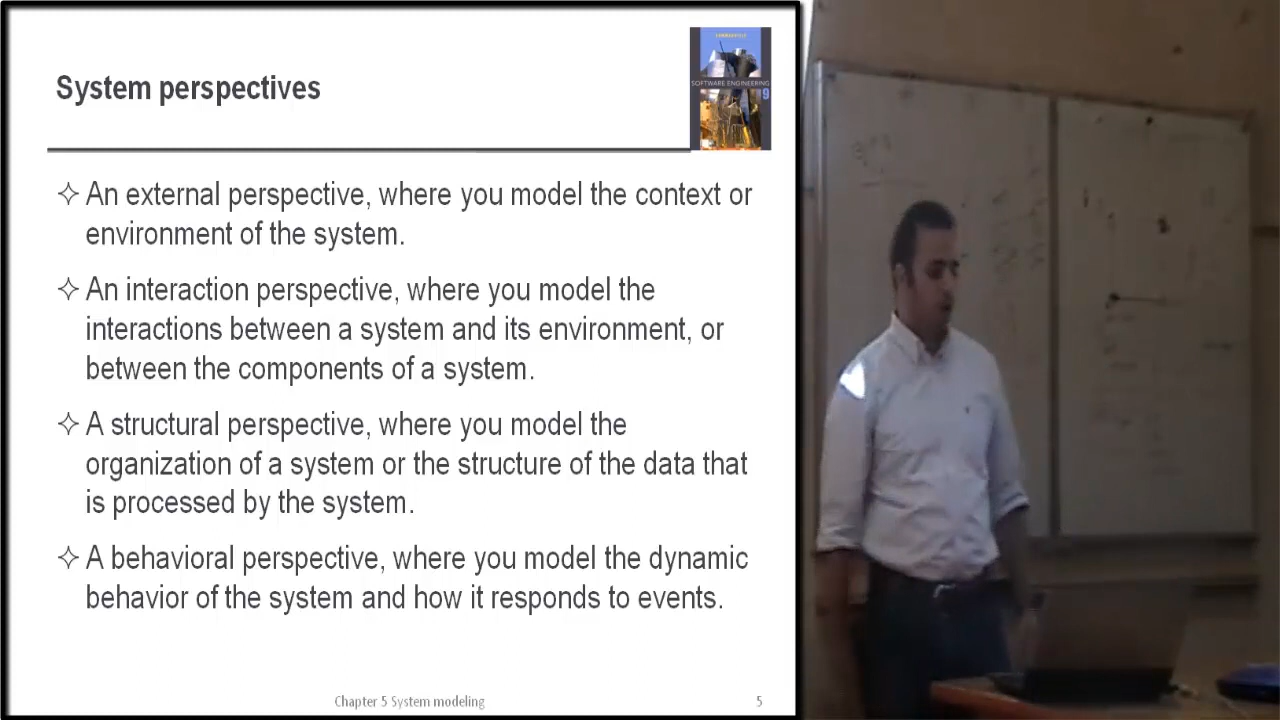 System perspectives
SOFTWARE ENGINEERING
9
✧ An external perspective, where you model the context or
environment of the system.
✧ An interaction perspective, where you model the
interactions between a system and its environment, or
between the components of a system.
✧ A structural perspective, where you model the
organization of a system or the structure of the data that
is processed by the system.
✧ A behavioral perspective, where you model the dynamic
behavior of the system and how it responds to events.
Chapter 5 System modeling
5